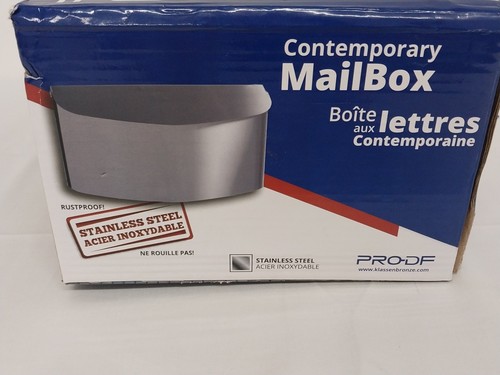 Contemporary
MailBox
Boîte
aux lettres
Contemporaine
RUSTPROOF!
STAINLESS STEEL
ACIER INOXYDABLE
NE ROUILLE PAS!
STAINLESS STEEL
ACIER INOXYDABLE
PRO-DF
www.klassenbronze.com